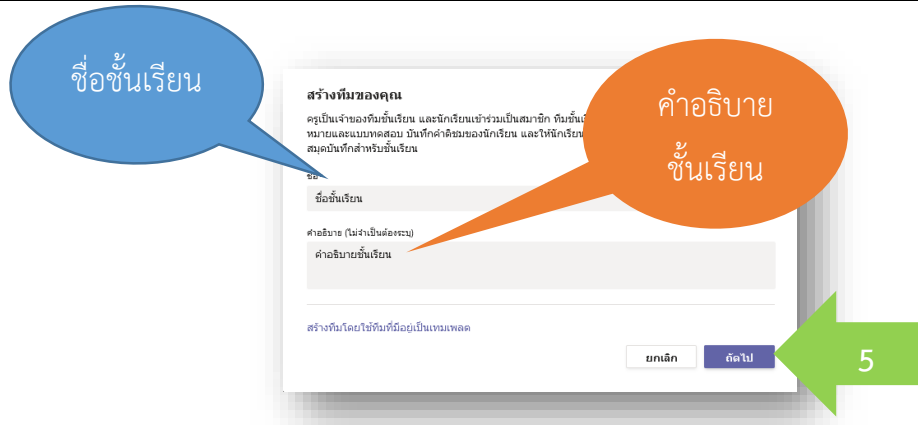 ชื่อชั้นเรียน
คำอธิบาย
ชั้นเรียน
สร้างทีมของคุณ
ครูเป็นเจ้าของทีมชั้นเรียน และนักเรียนเข้าร่วมเป็นสมาชิก
หมายและแบบทดสอบ บันทึกคำติชมของนักเรียน และให้นักเรียน
สมุดบันทึกสำหรับชั้นเรียน
ชื่อ
ชื่อชั้นเรียน
คำอธิบาย (ไม่จำเป็นต้องระบุ)
คำอธิบายชั้นเรียน
สร้างทีมโดยใช้ทีมที่มีอยู่เป็นเทมเพลต
ยกเลิก
ถัดไป
5